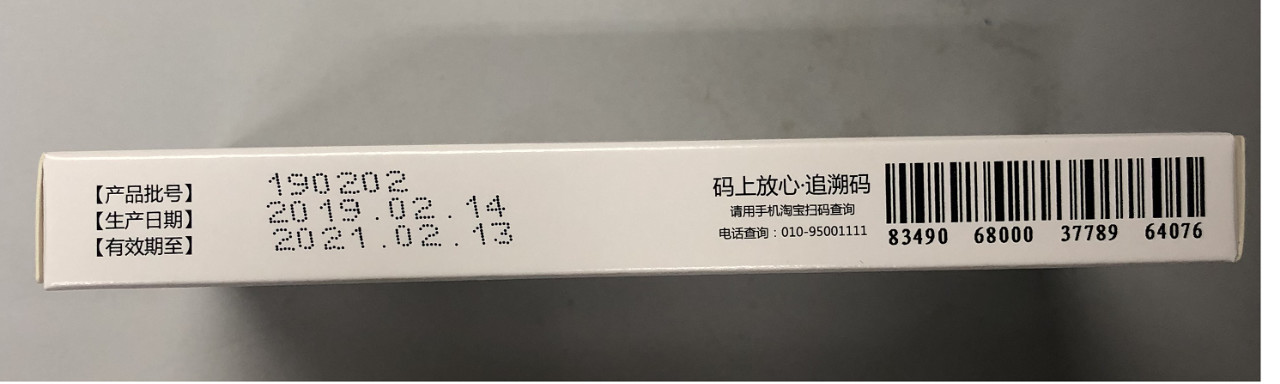 【产品批号】 190202
【生产日期】 2019.02.14
【有效期至】 2021.02.13
码上放心·追溯码
请用手机淘宝扫码查询
电话查询：010-95001111
83490 68000 37789 64076